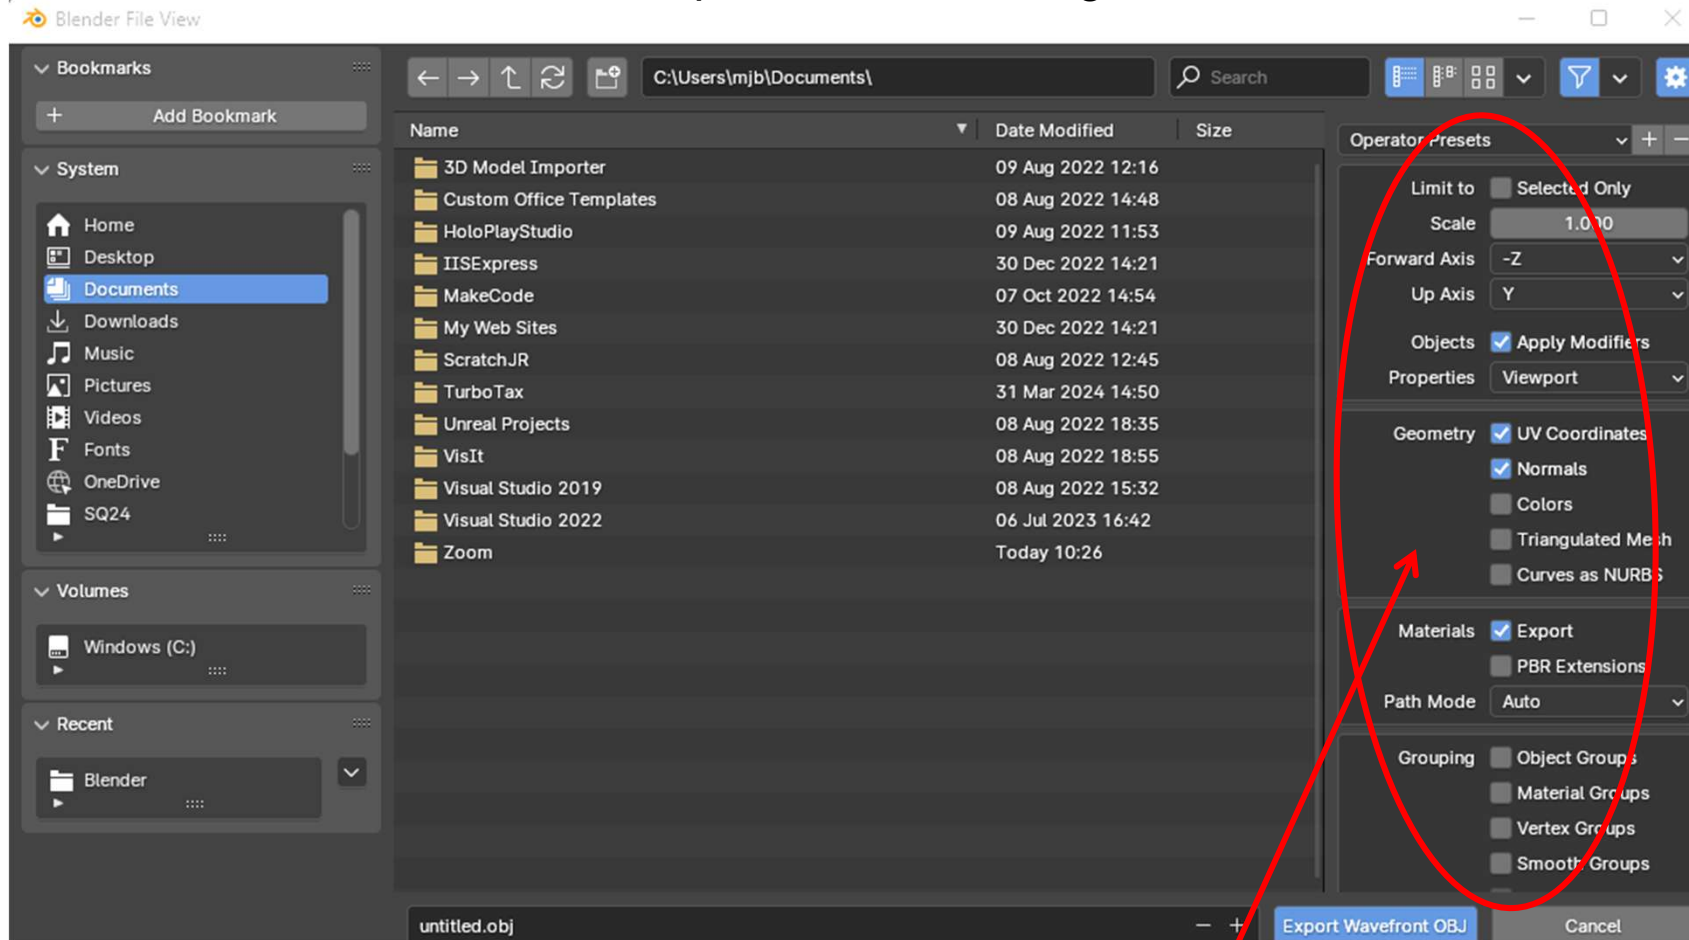 Blender File View
Bookmarks
Add Bookmark
System
Home
Desktop
Documents
Downloads
Music
Pictures
Videos
Fonts
OneDrive
SQ24
Volumes
Windows (C:)
Recent
Blender
C:\Users\mjb\Documents\
Search
Name Date Modified Size
3D Model Importer 09 Aug 2022 12:16
Custom Office Templates 08 Aug 2022 14:48
HoloPlayStudio 09 Aug 2022 11:53
IISExpress 30 Dec 2022 14:21
MakeCode 07 Oct 2022 14:54
My Web Sites 30 Dec 2022 14:21
ScratchJR 08 Aug 2022 12:45
TurboTax 31 Mar 2024 14:50
Unreal Projects 08 Aug 2022 18:35
VisIt 08 Aug 2022 18:55
Visual Studio 2019 08 Aug 2022 15:32
Visual Studio 2022 06 Jul 2023 16:42
Zoom Today 10:26
Operator Presets
Limit to Selected Only
Scale 1.000
Forward Axis -Z
Up Axis Y
Objects Apply Modifiers
Properties Viewport
Geometry UV Coordinates
Normals
Colors
Triangulated Mesh
Curves as NURBS
Materials Export
PBR Extensions
Path Mode Auto
Grouping Object Groups
Material Groups
Vertex Groups
Smooth Groups
untitled.obj
Export Wavefront OBJ Cancel